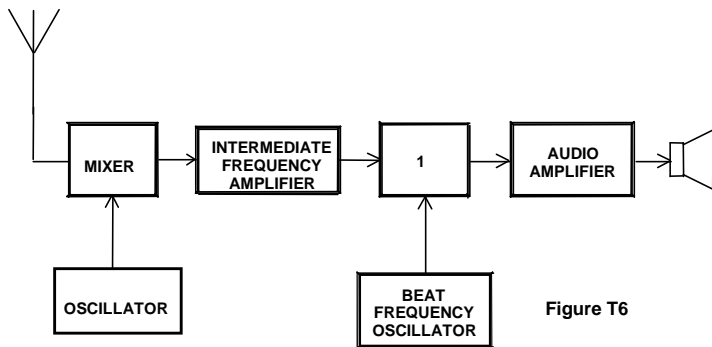 MIXER
INTERMEDIATE
FREQUENCY
AMPLIFIER
1
AUDIO
AMPLIFIER
OSCILLATOR
BEAT
FREQUENCY
OSCILLATOR
Figure T6